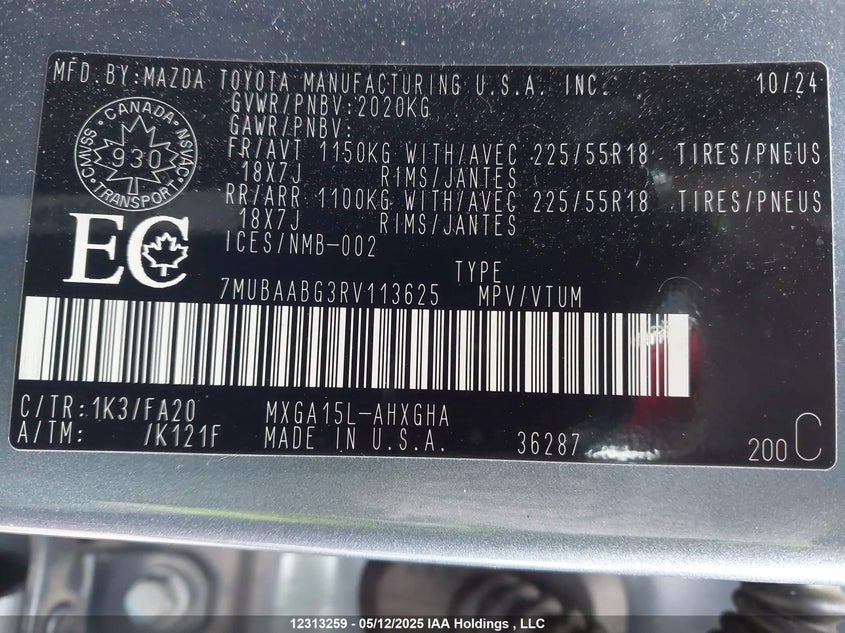 MFD.BY:MAZDA TOYOTA MANUFACTURING U.S.A. INC. 10/24
GVWR/PNBV:2020KG
GAWR/PNBV:
FR/AVT 1150KG WITH/AVEC 225/55R18 TIRES/PNEUS
18X7J RIMS/JANTES
RR/ARR 1100KG WITH/AVEC 225/55R18 TIRES/PNEUS
18X7J RIMS/JANTES
ICES/NMB-002
CANADA
CMVSS NSVAC
930
TRANSPORT
EC
TYPE
7MUBAABG3RV113625 MPV/VTUM
C/TR:1K3/FA20 MXGA15L-AHXGHA
A/TM: /K121F MADE IN U.S.A. 36287 200C
12313259 - 05/12/2025 IAA Holdings, LLC